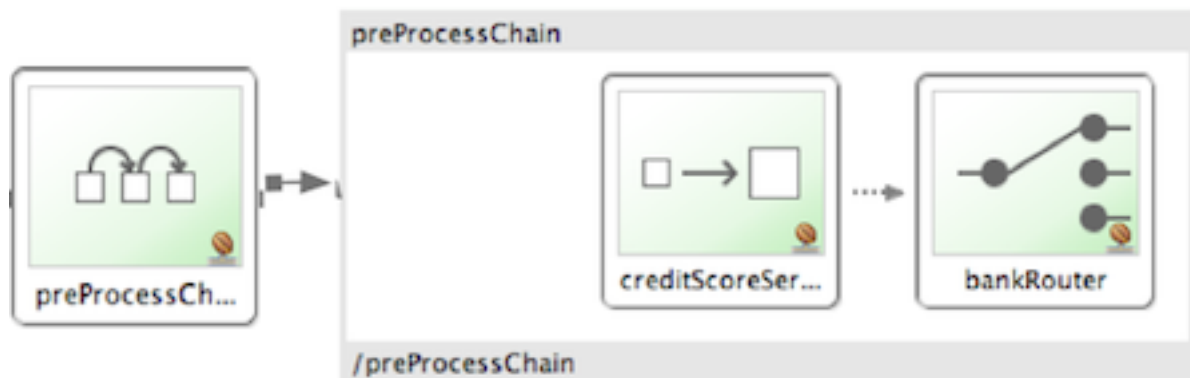 preProcessChain
preProcessCh...
creditScoreSer...
bankRouter
/preProcessChain